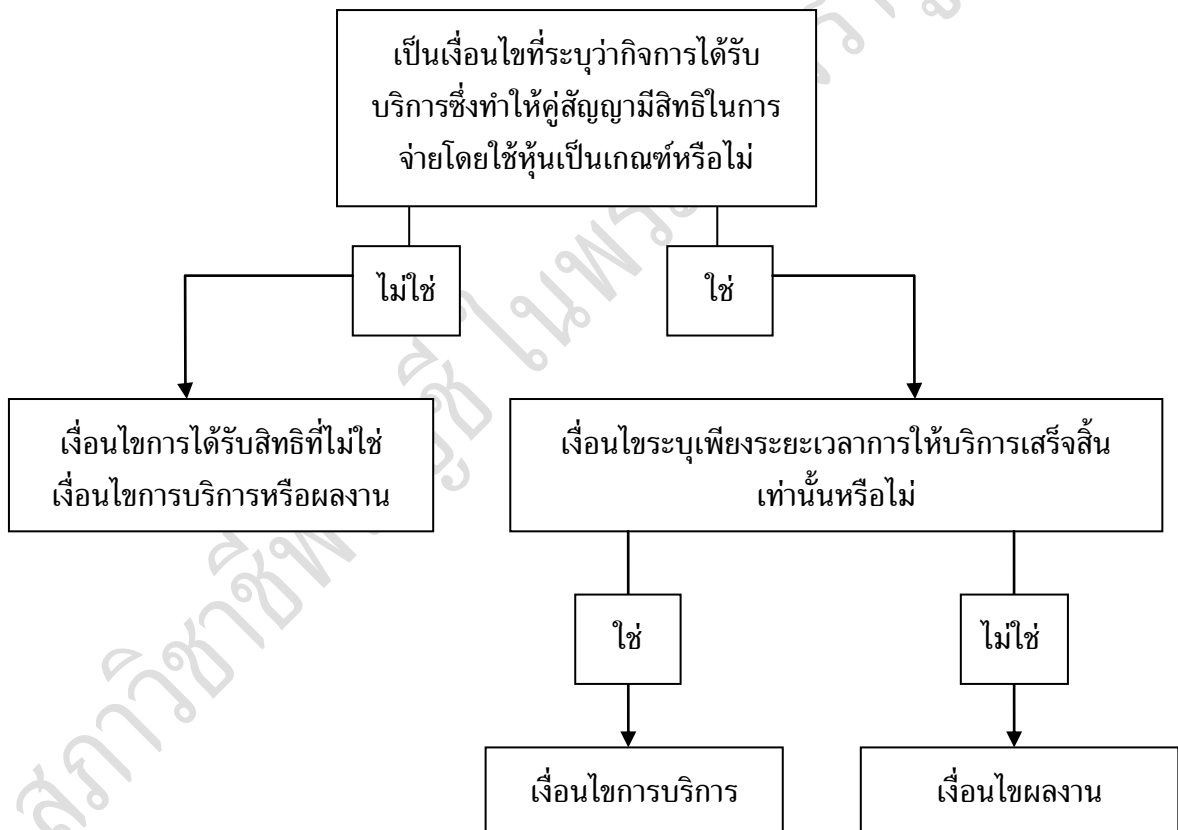 เป็นเงื่อนไขที่ระบุว่ากิจการได้รับ
บริการซึ่งทำให้คู่สัญญามีสิทธิในการ
จ่ายโดยใช้หุ้นเป็นเกณฑ์หรือไม่
ไม่ใช่
ใช่
เงื่อนไขการได้รับสิทธิที่ไม่ใช่
เงื่อนไขการบริการหรือผลงาน
เงื่อนไขระบุเพียงระยะเวลาการให้บริการเสร็จสิ้น
เท่านั้นหรือไม่
ใช่
ไม่ใช่
เงื่อนไขการบริการ
เงื่อนไขผลงาน
สภาวิชาชีพ